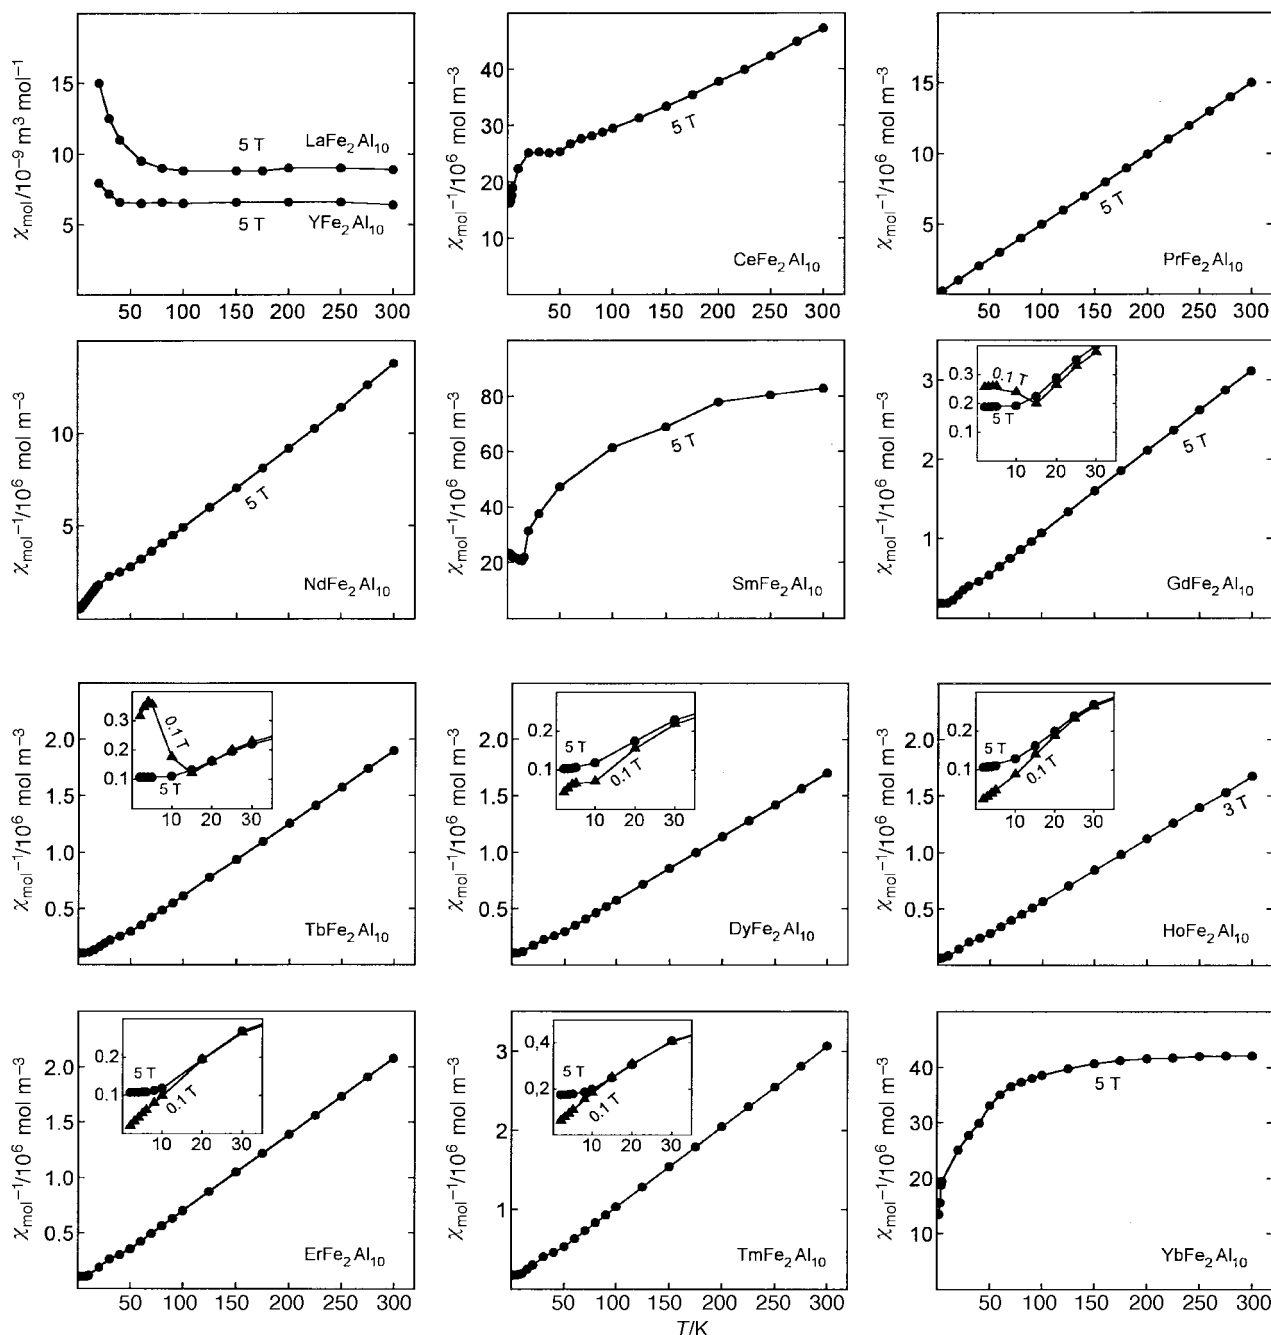 χmol/10⁻⁹ m³ mol⁻¹
15
10
5
5 T
LaFe₂Al₁₀
5 T
YFe₂Al₁₀
50 100 150 200 250 300
χmol⁻¹/10⁶ mol m⁻³
40
30
20
10
5 T
CeFe₂Al₁₀
50 100 150 200 250 300
χmol⁻¹/10⁶ mol m⁻³
15
10
5
5 T
PrFe₂Al₁₀
50 100 150 200 250 300
χmol⁻¹/10⁶ mol m⁻³
10
5
5 T
NdFe₂Al₁₀
χmol⁻¹/10⁶ mol m⁻³
80
60
40
20
5 T
SmFe₂Al₁₀
χmol⁻¹/10⁶ mol m⁻³
3
2
1
0.3
0.2
0.1
0.1 T
5 T
10 20 30
5 T
GdFe₂Al₁₀
χmol⁻¹/10⁶ mol m⁻³
2.0
1.5
1.0
0.5
0.3
0.2
0.1
0.1 T
5 T
10 20 30
TbFe₂Al₁₀
χmol⁻¹/10⁶ mol m⁻³
2.0
1.5
1.0
0.5
0.2
0.1
5 T
0.1 T
10 20 30
DyFe₂Al₁₀
χmol⁻¹/10⁶ mol m⁻³
2.0
1.5
1.0
0.5
0.2
0.1
5 T
0.1 T
10 20 30
3 T
HoFe₂Al₁₀
χmol⁻¹/10⁶ mol m⁻³
2.0
1.5
1.0
0.5
0.2
0.1
5 T
0.1 T
10 20 30
ErFe₂Al₁₀
50 100 150 200 250 300
χmol⁻¹/10⁶ mol m⁻³
3
2
1
0,4
0,2
5 T
0.1 T
10 20 30
TmFe₂Al₁₀
50 100 150 200 250 300
T/K
χmol⁻¹/10⁶ mol m⁻³
40
30
20
10
5 T
YbFe₂Al₁₀
50 100 150 200 250 300